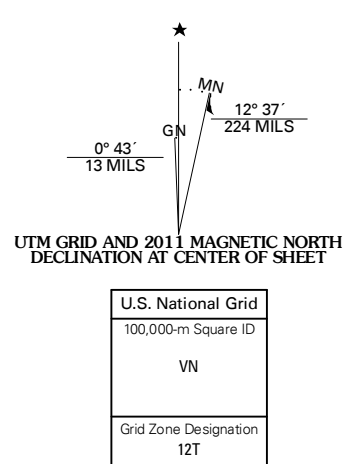 MN
GN
12° 37´
224 MILS
0° 43´
13 MILS
UTM GRID AND 2011 MAGNETIC NORTH
DECLINATION AT CENTER OF SHEET
U.S. National Grid
100,000-m Square ID
VN
Grid Zone Designation
12T